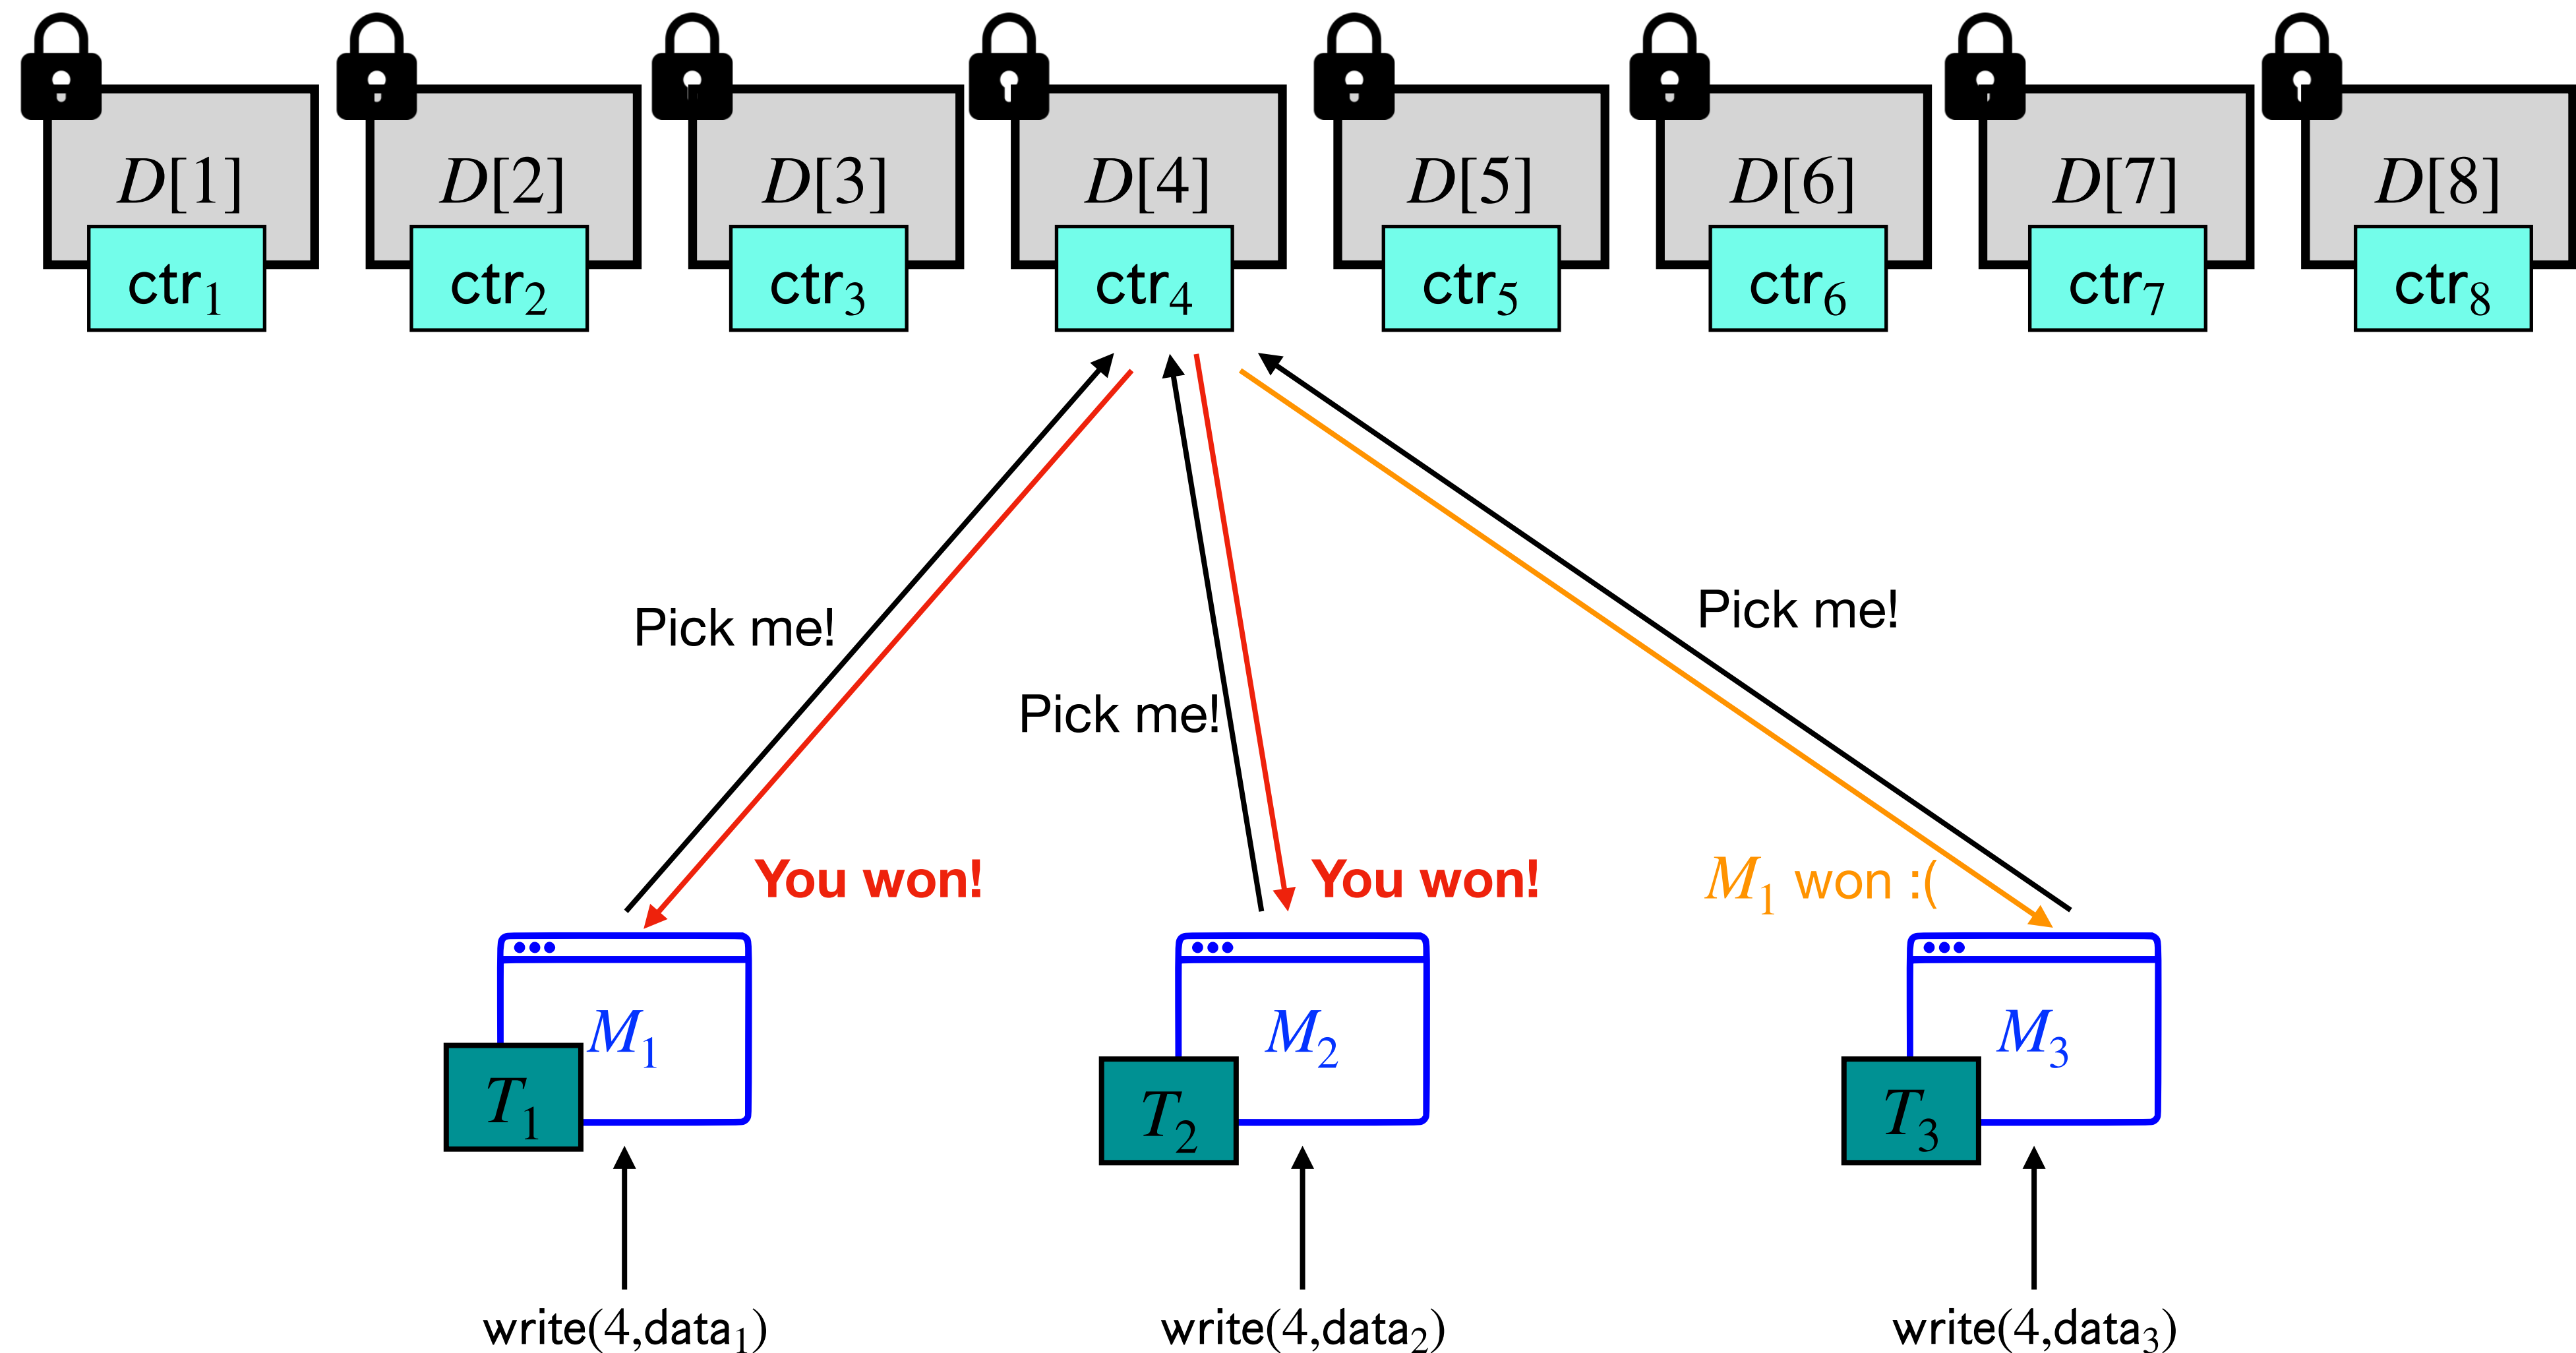 D[1] D[2] D[3] D[4] D[5] D[6] D[7] D[8]
ctr₁ ctr₂ ctr₃ ctr₄ ctr₅ ctr₆ ctr₇ ctr₈
Pick me!
Pick me!
Pick me!
You won!
You won!
M₁ won :(
M₁
M₂
M₃
T₁
T₂
T₃
write(4,data₁)
write(4,data₂)
write(4,data₃)